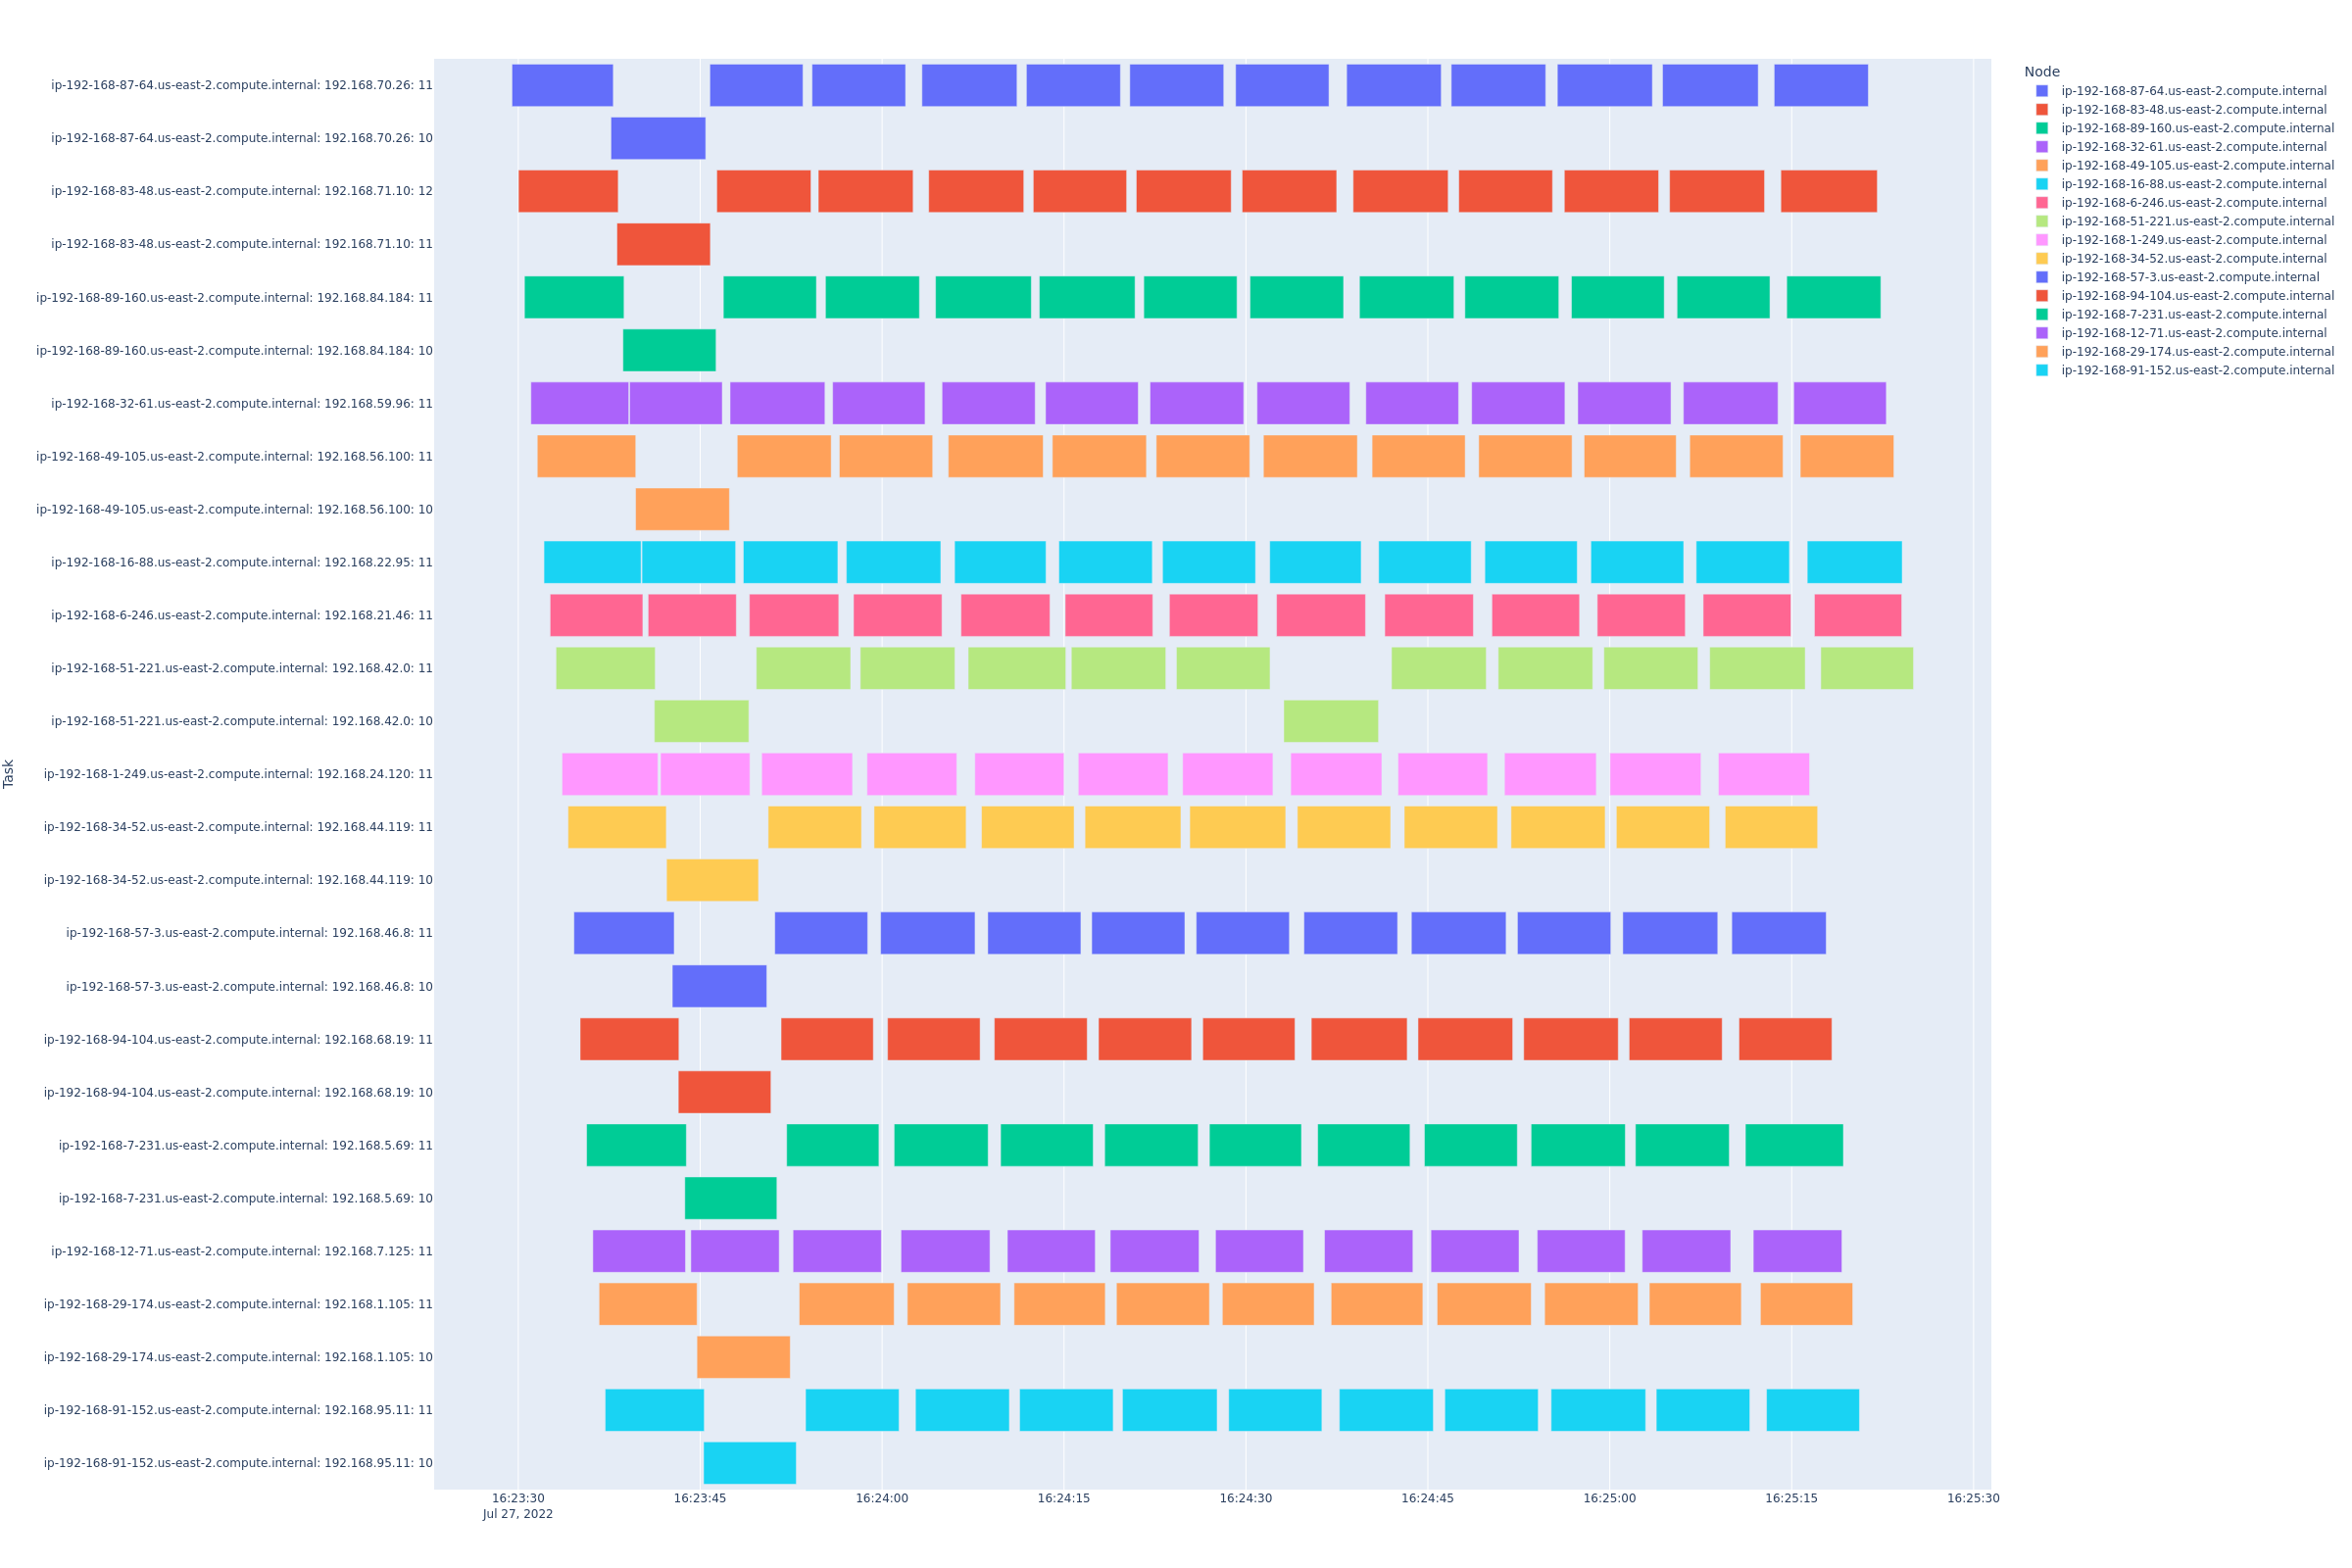 Task
ip-192-168-87-64.us-east-2.compute.internal: 192.168.70.26: 11
ip-192-168-87-64.us-east-2.compute.internal: 192.168.70.26: 10
ip-192-168-83-48.us-east-2.compute.internal: 192.168.71.10: 12
ip-192-168-83-48.us-east-2.compute.internal: 192.168.71.10: 11
ip-192-168-89-160.us-east-2.compute.internal: 192.168.84.184: 11
ip-192-168-89-160.us-east-2.compute.internal: 192.168.84.184: 10
ip-192-168-32-61.us-east-2.compute.internal: 192.168.59.96: 11
ip-192-168-49-105.us-east-2.compute.internal: 192.168.56.100: 11
ip-192-168-49-105.us-east-2.compute.internal: 192.168.56.100: 10
ip-192-168-16-88.us-east-2.compute.internal: 192.168.22.95: 11
ip-192-168-6-246.us-east-2.compute.internal: 192.168.21.46: 11
ip-192-168-51-221.us-east-2.compute.internal: 192.168.42.0: 11
ip-192-168-51-221.us-east-2.compute.internal: 192.168.42.0: 10
ip-192-168-1-249.us-east-2.compute.internal: 192.168.24.120: 11
ip-192-168-34-52.us-east-2.compute.internal: 192.168.44.119: 11
ip-192-168-34-52.us-east-2.compute.internal: 192.168.44.119: 10
ip-192-168-57-3.us-east-2.compute.internal: 192.168.46.8: 11
ip-192-168-57-3.us-east-2.compute.internal: 192.168.46.8: 10
ip-192-168-94-104.us-east-2.compute.internal: 192.168.68.19: 11
ip-192-168-94-104.us-east-2.compute.internal: 192.168.68.19: 10
ip-192-168-7-231.us-east-2.compute.internal: 192.168.5.69: 11
ip-192-168-7-231.us-east-2.compute.internal: 192.168.5.69: 10
ip-192-168-12-71.us-east-2.compute.internal: 192.168.7.125: 11
ip-192-168-29-174.us-east-2.compute.internal: 192.168.1.105: 11
ip-192-168-29-174.us-east-2.compute.internal: 192.168.1.105: 10
ip-192-168-91-152.us-east-2.compute.internal: 192.168.95.11: 11
ip-192-168-91-152.us-east-2.compute.internal: 192.168.95.11: 10
16:23:30 16:23:45 16:24:00 16:24:15 16:24:30 16:24:45 16:25:00 16:25:15 16:25:30
Jul 27, 2022
Node
ip-192-168-87-64.us-east-2.compute.internal
ip-192-168-83-48.us-east-2.compute.internal
ip-192-168-89-160.us-east-2.compute.internal
ip-192-168-32-61.us-east-2.compute.internal
ip-192-168-49-105.us-east-2.compute.internal
ip-192-168-16-88.us-east-2.compute.internal
ip-192-168-6-246.us-east-2.compute.internal
ip-192-168-51-221.us-east-2.compute.internal
ip-192-168-1-249.us-east-2.compute.internal
ip-192-168-34-52.us-east-2.compute.internal
ip-192-168-57-3.us-east-2.compute.internal
ip-192-168-94-104.us-east-2.compute.internal
ip-192-168-7-231.us-east-2.compute.internal
ip-192-168-12-71.us-east-2.compute.internal
ip-192-168-29-174.us-east-2.compute.internal
ip-192-168-91-152.us-east-2.compute.internal